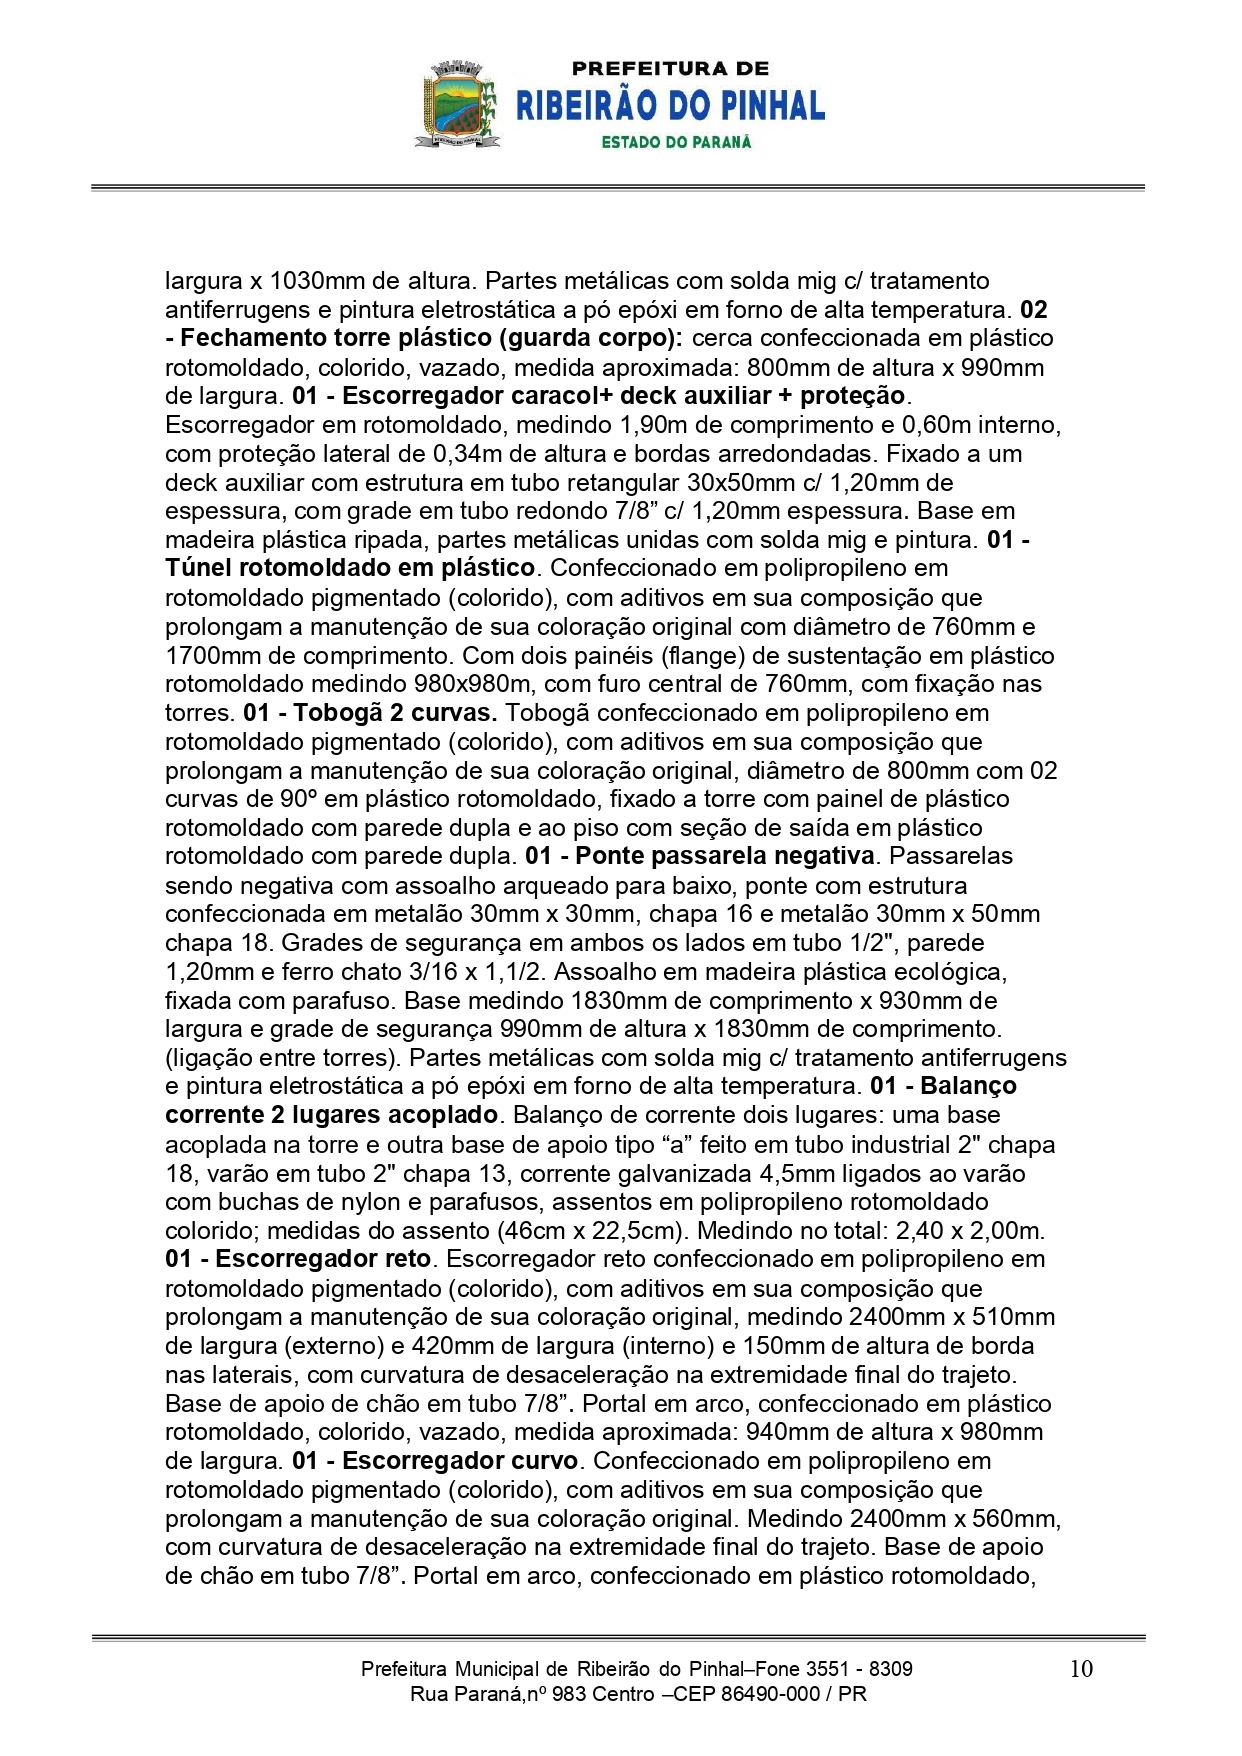 PREFEITURA DE
RIBEIRÃO DO PINHAL
ESTADO DO PARANÁ
RIBEIRÃO DO PINHAL
largura x 1030mm de altura. Partes metálicas com solda mig c/ tratamento
antiferrugens e pintura eletrostática a pó epóxi em forno de alta temperatura. 02
- Fechamento torre plástico (guarda corpo): cerca confeccionada em plástico
rotomoldado, colorido, vazado, medida aproximada: 800mm de altura x 990mm
de largura. 01 - Escorregador caracol+ deck auxiliar + proteção.
Escorregador em rotomoldado, medindo 1,90m de comprimento e 0,60m interno,
com proteção lateral de 0,34m de altura e bordas arredondadas. Fixado a um
deck auxiliar com estrutura em tubo retangular 30x50mm c/ 1,20mm de
espessura, com grade em tubo redondo 7/8” c/ 1,20mm espessura. Base em
madeira plástica ripada, partes metálicas unidas com solda mig e pintura. 01 -
Túnel rotomoldado em plástico. Confeccionado em polipropileno em
rotomoldado pigmentado (colorido), com aditivos em sua composição que
prolongam a manutenção de sua coloração original com diâmetro de 760mm e
1700mm de comprimento. Com dois painéis (flange) de sustentação em plástico
rotomoldado medindo 980x980m, com furo central de 760mm, com fixação nas
torres. 01 - Tobogã 2 curvas. Tobogã confeccionado em polipropileno em
rotomoldado pigmentado (colorido), com aditivos em sua composição que
prolongam a manutenção de sua coloração original, diâmetro de 800mm com 02
curvas de 90º em plástico rotomoldado, fixado a torre com painel de plástico
rotomoldado com parede dupla e ao piso com seção de saída em plástico
rotomoldado com parede dupla. 01 - Ponte passarela negativa. Passarelas
sendo negativa com assoalho arqueado para baixo, ponte com estrutura
confeccionada em metalão 30mm x 30mm, chapa 16 e metalão 30mm x 50mm
chapa 18. Grades de segurança em ambos os lados em tubo 1/2", parede
1,20mm e ferro chato 3/16 x 1,1/2. Assoalho em madeira plástica ecológica,
fixada com parafuso. Base medindo 1830mm de comprimento x 930mm de
largura e grade de segurança 990mm de altura x 1830mm de comprimento.
(ligação entre torres). Partes metálicas com solda mig c/ tratamento antiferrugens
e pintura eletrostática a pó epóxi em forno de alta temperatura. 01 - Balanço
corrente 2 lugares acoplado. Balanço de corrente dois lugares: uma base
acoplada na torre e outra base de apoio tipo “a” feito em tubo industrial 2" chapa
18, varão em tubo 2" chapa 13, corrente galvanizada 4,5mm ligados ao varão
com buchas de nylon e parafusos, assentos em polipropileno rotomoldado
colorido; medidas do assento (46cm x 22,5cm). Medindo no total: 2,40 x 2,00m.
01 - Escorregador reto. Escorregador reto confeccionado em polipropileno em
rotomoldado pigmentado (colorido), com aditivos em sua composição que
prolongam a manutenção de sua coloração original, medindo 2400mm x 510mm
de largura (externo) e 420mm de largura (interno) e 150mm de altura de borda
nas laterais, com curvatura de desaceleração na extremidade final do trajeto.
Base de apoio de chão em tubo 7/8”. Portal em arco, confeccionado em plástico
rotomoldado, colorido, vazado, medida aproximada: 940mm de altura x 980mm
de largura. 01 - Escorregador curvo. Confeccionado em polipropileno em
rotomoldado pigmentado (colorido), com aditivos em sua composição que
prolongam a manutenção de sua coloração original. Medindo 2400mm x 560mm,
com curvatura de desaceleração na extremidade final do trajeto. Base de apoio
de chão em tubo 7/8”. Portal em arco, confeccionado em plástico rotomoldado,
Prefeitura Municipal de Ribeirão do Pinhal–Fone 3551 - 8309
10
Rua Paraná,nº 983 Centro –CEP 86490-000 / PR